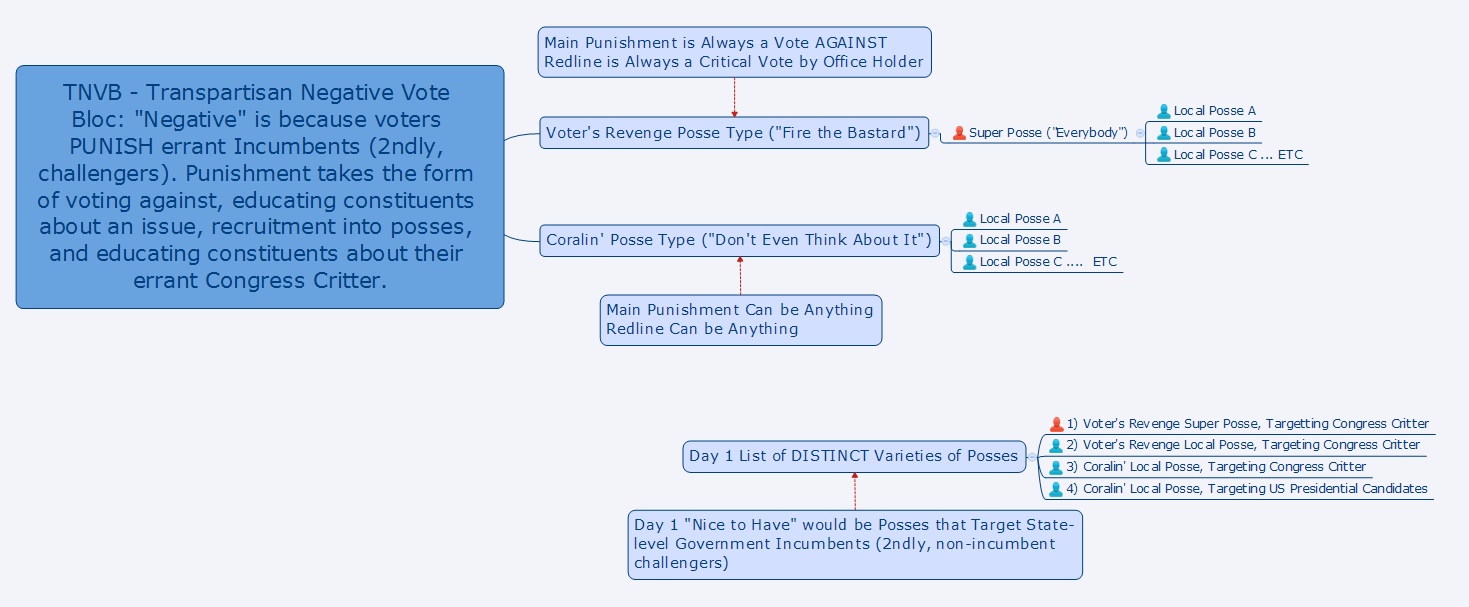 TNVB - Transpartisan Negative Vote
Bloc: "Negative" is because voters
PUNISH errant Incumbents (2ndly,
challengers). Punishment takes the form
of voting against, educating constituents
about an issue, recruitment into posses,
and educating constituents about their
errant Congress Critter.
Main Punishment is Always a Vote AGAINST
Redline is Always a Critical Vote by Office Holder
Voter's Revenge Posse Type ("Fire the Bastard")
Super Posse ("Everybody")
Local Posse A
Local Posse B
Local Posse C ... ETC
Coralin' Posse Type ("Don't Even Think About It")
Local Posse A
Local Posse B
Local Posse C .... ETC
Main Punishment Can be Anything
Redline Can be Anything
Day 1 List of DISTINCT Varieties of Posses
1) Voter's Revenge Super Posse, Targetting Congress Critter
2) Voter's Revenge Local Posse, Targeting Congress Critter
3) Coralin' Local Posse, Targeting Congress Critter
4) Coralin' Local Posse, Targeting US Presidential Candidates
Day 1 "Nice to Have" would be Posses that Target State-
level Government Incumbents (2ndly, non-incumbent
challengers)